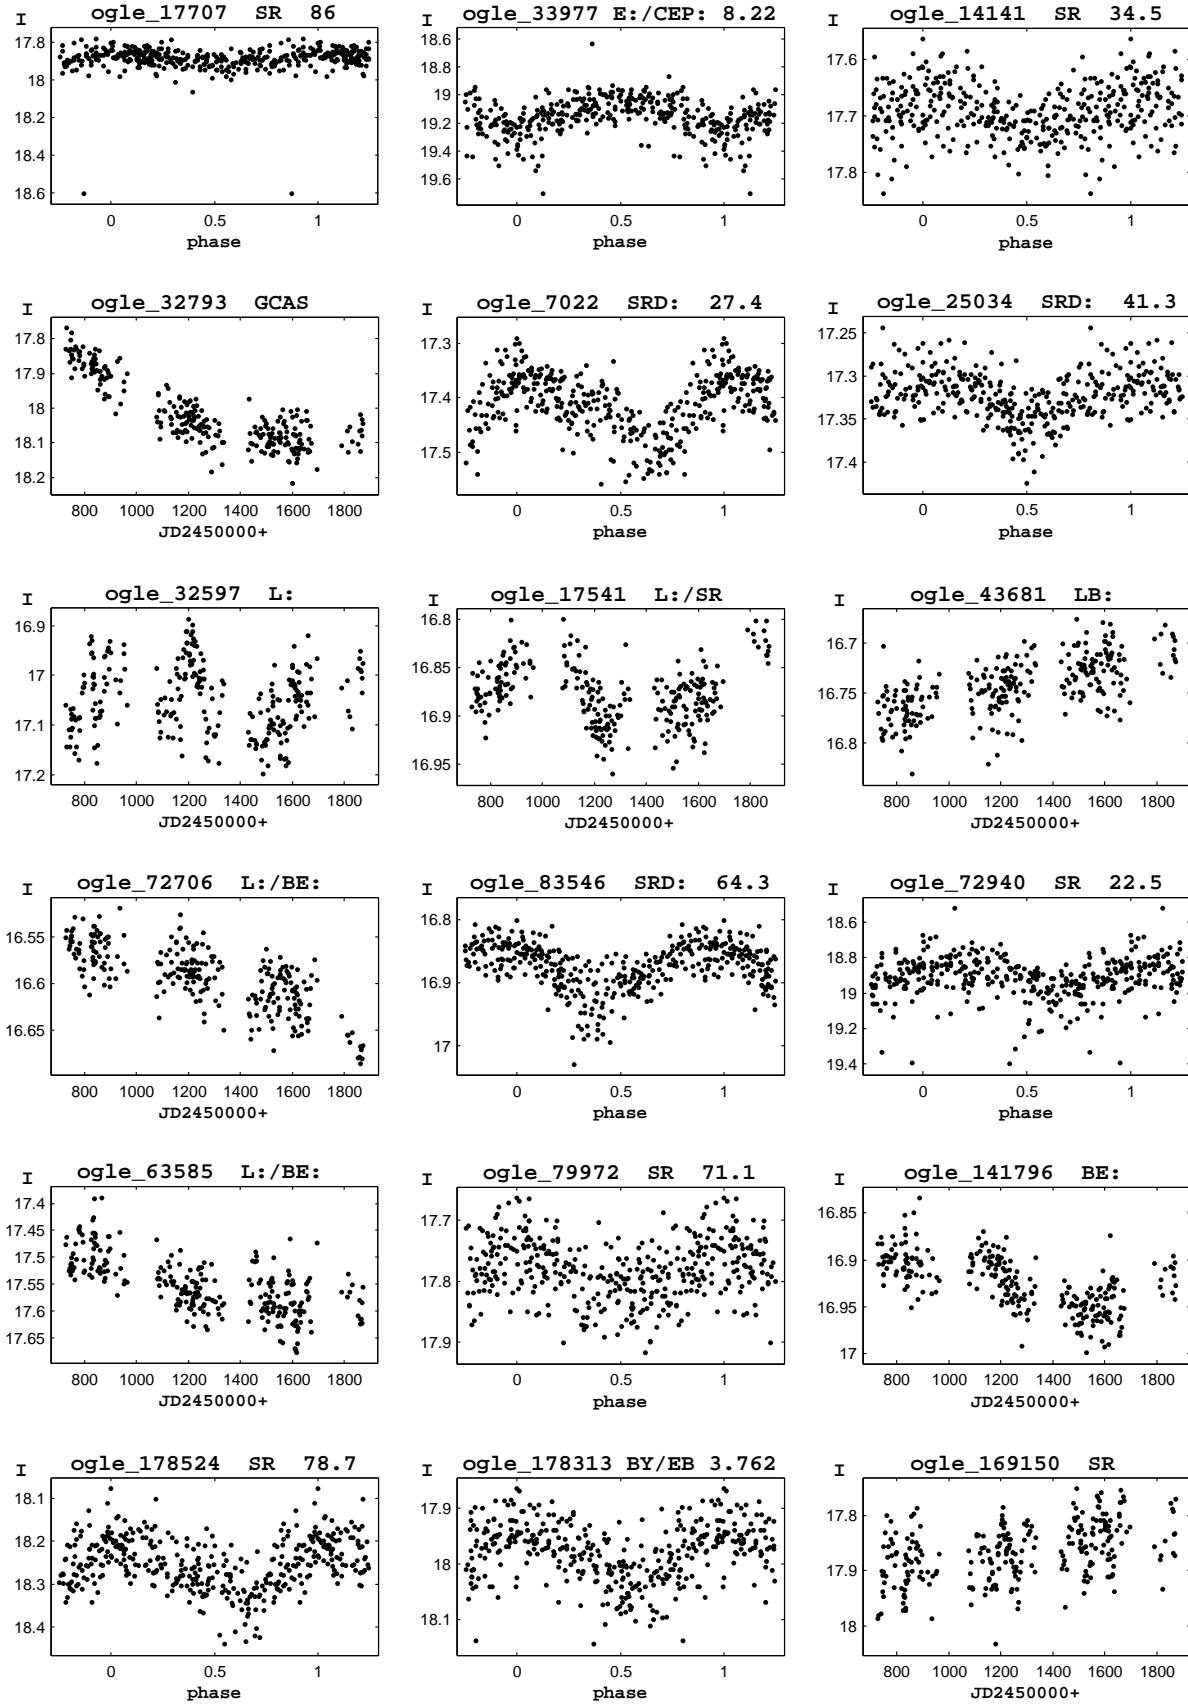 I ogle_17707 SR 86
17.8
18
18.2
18.4
18.6
0 0.5 1
phase
I ogle_33977 E:/CEP: 8.22
18.6
18.8
19
19.2
19.4
19.6
0 0.5 1
phase
I ogle_14141 SR 34.5
17.6
17.7
17.8
0 0.5 1
phase
I ogle_32793 GCAS
17.8
17.9
18
18.1
18.2
800 1000 1200 1400 1600 1800
JD2450000+
I ogle_7022 SRD: 27.4
17.3
17.4
17.5
0 0.5 1
phase
I ogle_25034 SRD: 41.3
17.25
17.3
17.35
17.4
0 0.5 1
phase
I ogle_32597 L:
16.9
17
17.1
17.2
800 1000 1200 1400 1600 1800
JD2450000+
I ogle_17541 L:/SR
16.8
16.85
16.9
16.95
800 1000 1200 1400 1600 1800
JD2450000+
I ogle_43681 LB:
16.7
16.75
16.8
800 1000 1200 1400 1600 1800
JD2450000+
I ogle_72706 L:/BE:
16.55
16.6
16.65
800 1000 1200 1400 1600 1800
JD2450000+
I ogle_83546 SRD: 64.3
16.8
16.9
17
0 0.5 1
phase
I ogle_72940 SR 22.5
18.6
18.8
19
19.2
19.4
0 0.5 1
phase
I ogle_63585 L:/BE:
17.4
17.45
17.5
17.55
17.6
17.65
800 1000 1200 1400 1600 1800
JD2450000+
I ogle_79972 SR 71.1
17.7
17.8
17.9
0 0.5 1
phase
I ogle_141796 BE:
16.85
16.9
16.95
17
800 1000 1200 1400 1600 1800
JD2450000+
I ogle_178524 SR 78.7
18.1
18.2
18.3
18.4
0 0.5 1
phase
I ogle_178313 BY/EB 3.762
17.9
18
18.1
0 0.5 1
phase
I ogle_169150 SR
17.8
17.9
18
800 1000 1200 1400 1600 1800
JD2450000+